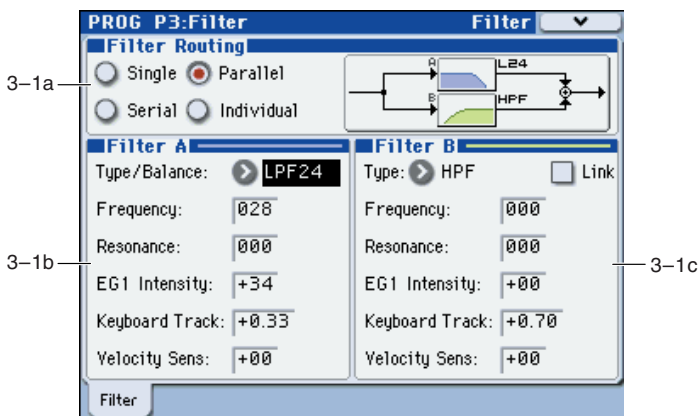 PROG P3:Filter
Filter
Filter Routing
3–1a
Single Parallel
Serial Individual
A
L24
B
HPF
Filter A
Type/Balance: LPF24
Frequency: 028
Resonance: 000
3–1b
EG1 Intensity: +34
Keyboard Track: +0.33
Velocity Sens: +00
Filter B
Type: HPF Link
Frequency: 000
Resonance: 000
3–1c
EG1 Intensity: +00
Keyboard Track: +0.70
Velocity Sens: +00
Filter